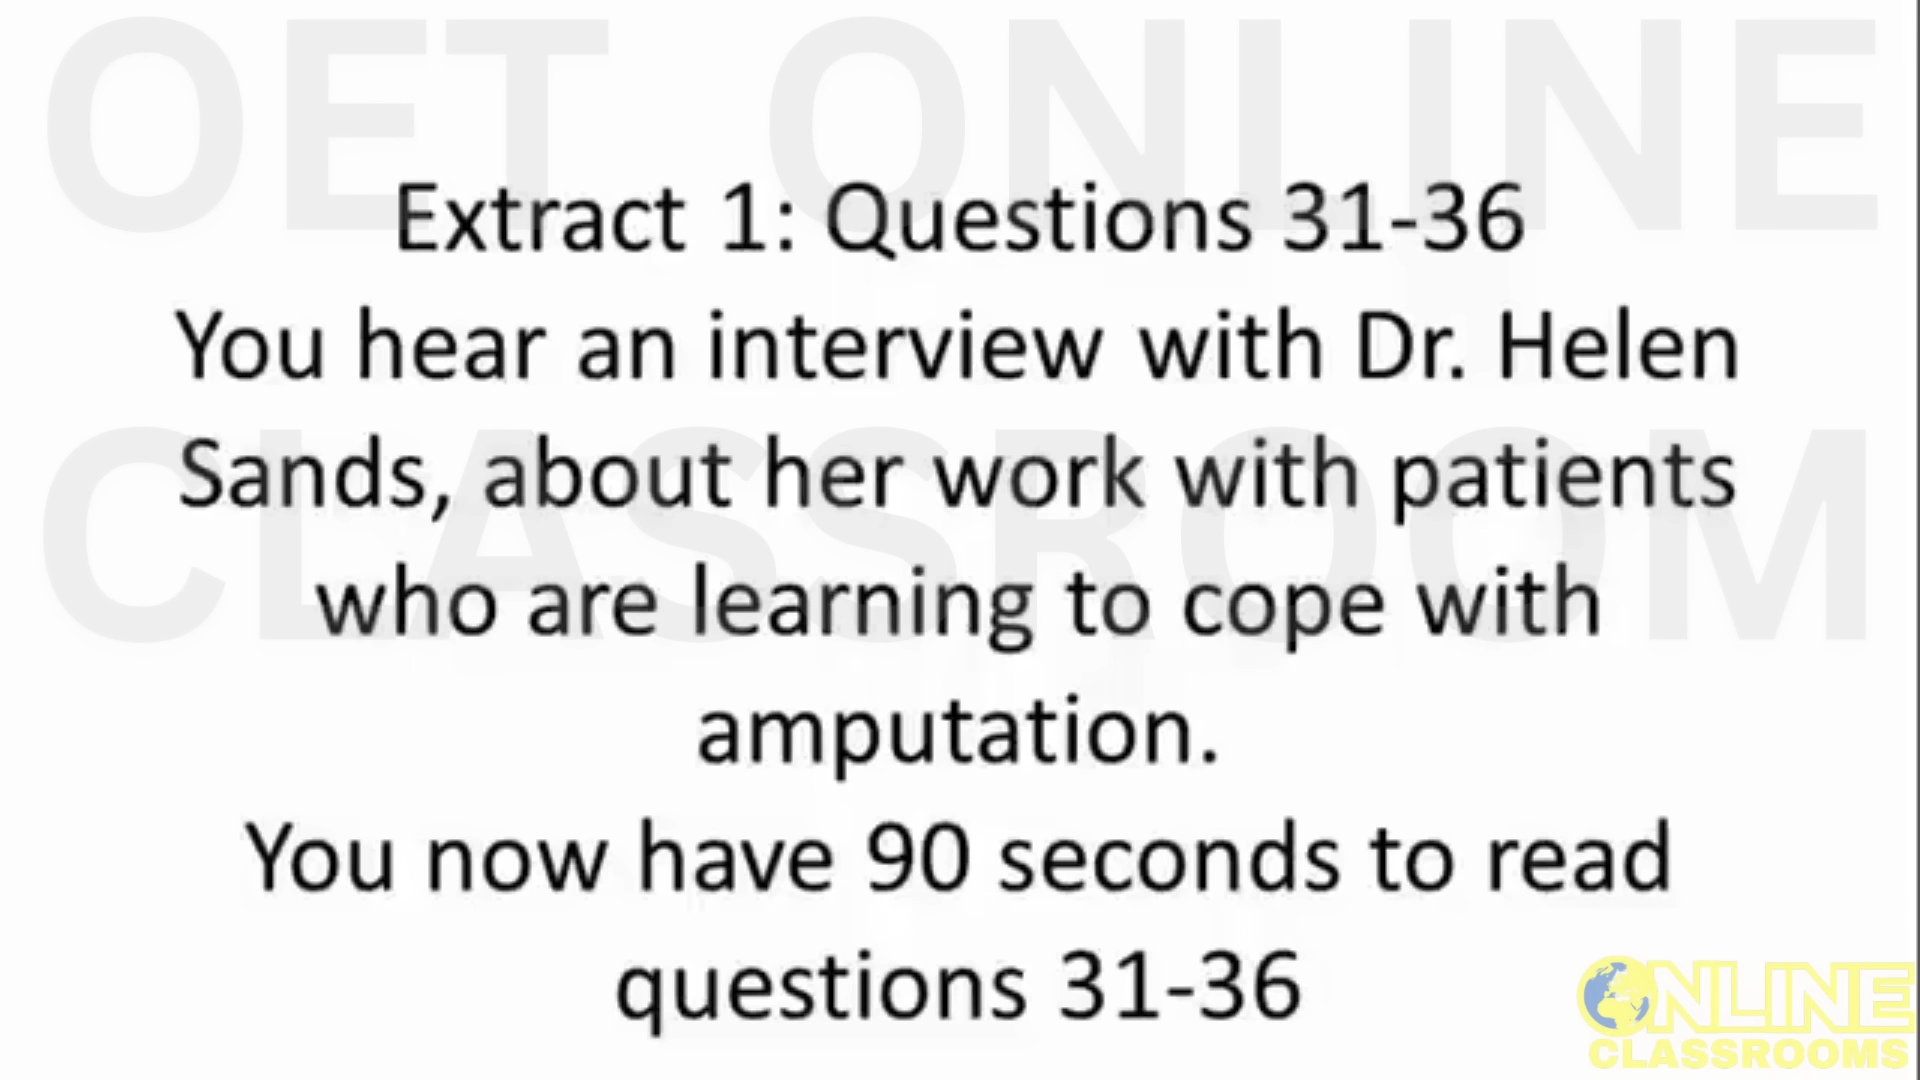 OET ONLINE
CLASSROOM
Extract 1: Questions 31-36
You hear an interview with Dr. Helen
Sands, about her work with patients
who are learning to cope with
amputation.
You now have 90 seconds to read
questions 31-36
ONLINE
CLASSROOMS